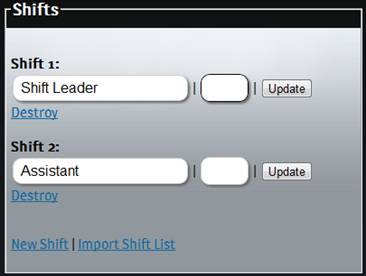 Shifts
Shift 1:
Shift Leader | | Update
Destroy
Shift 2:
Assistant | | Update
Destroy
New Shift | Import Shift List